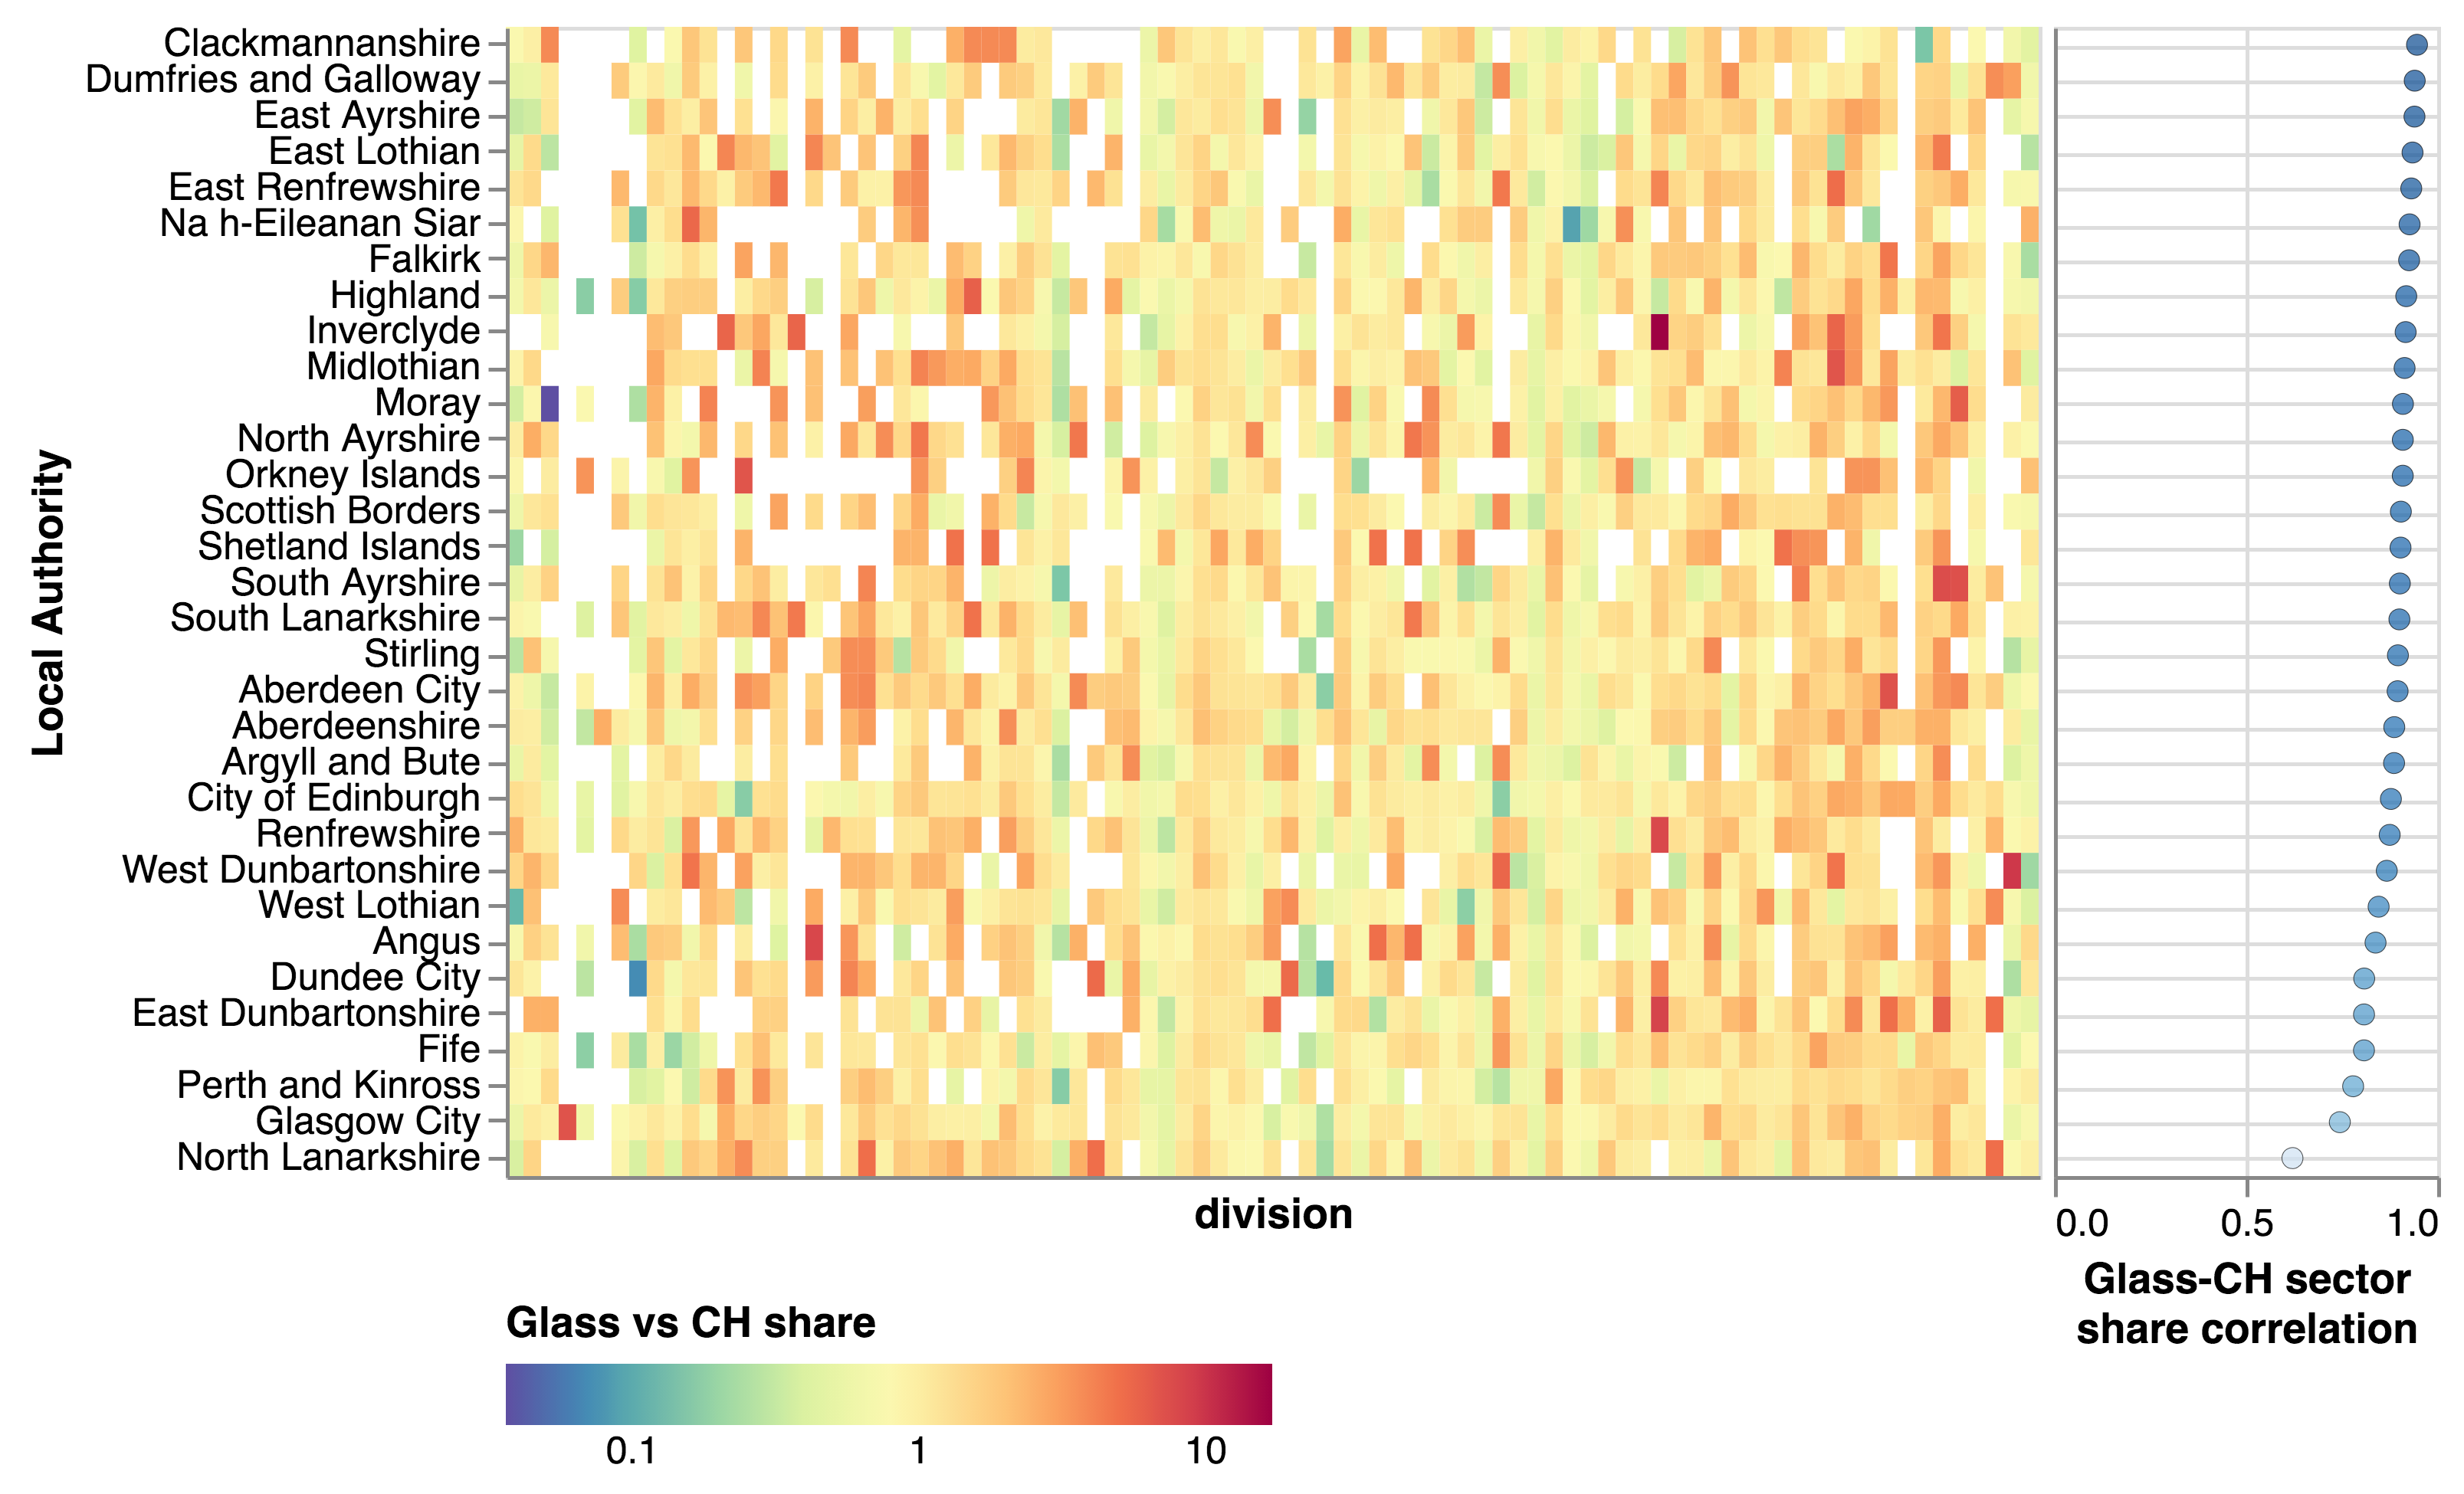 Local Authority
Clackmannanshire
Dumfries and Galloway
East Ayrshire
East Lothian
East Renfrewshire
Na h-Eileanan Siar
Falkirk
Highland
Inverclyde
Midlothian
Moray
North Ayrshire
Orkney Islands
Scottish Borders
Shetland Islands
South Ayrshire
South Lanarkshire
Stirling
Aberdeen City
Aberdeenshire
Argyll and Bute
City of Edinburgh
Renfrewshire
West Dunbartonshire
West Lothian
Angus
Dundee City
East Dunbartonshire
Fife
Perth and Kinross
Glasgow City
North Lanarkshire
division
0.0 0.5 1.0
Glass-CH sector
share correlation
Glass vs CH share
0.1 1 10